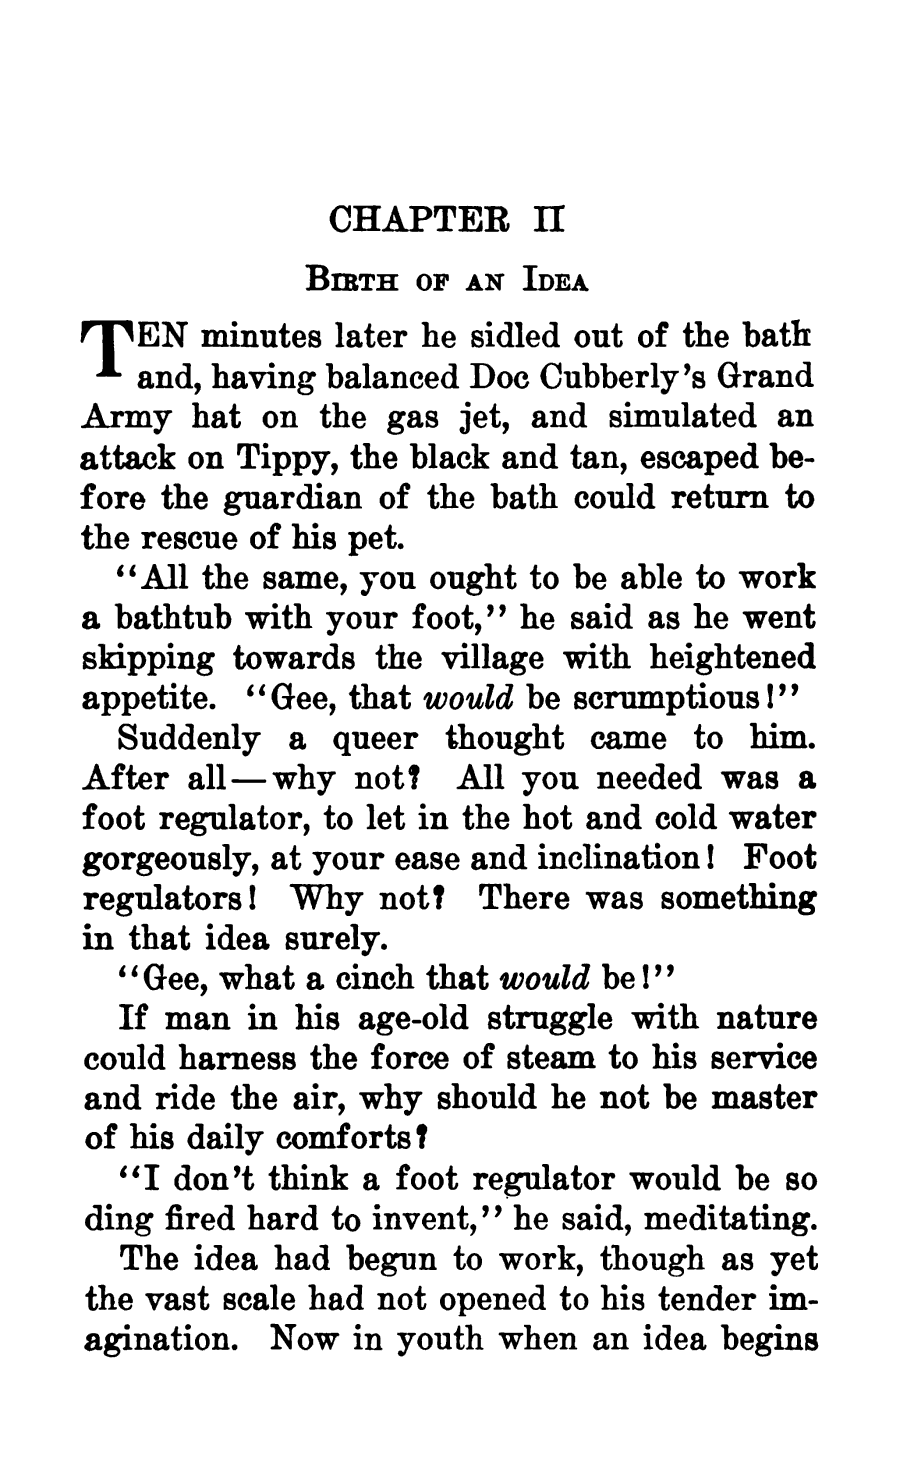 CHAPTER II
BIRTH OF AN IDEA
TEN minutes later he sidled out of the bath
and, having balanced Doc Cubberly's Grand
Army hat on the gas jet, and simulated an
attack on Tippy, the black and tan, escaped be-
fore the guardian of the bath could return to
the rescue of his pet.
“All the same, you ought to be able to work
a bathtub with your foot,” he said as he went
skipping towards the village with heightened
appetite. “Gee, that would be scrumptious!”
Suddenly a queer thought came to him.
After all—why not? All you needed was a
foot regulator, to let in the hot and cold water
gorgeously, at your ease and inclination! Foot
regulators! Why not? There was something
in that idea surely.
“Gee, what a cinch that would be!”
If man in his age-old struggle with nature
could harness the force of steam to his service
and ride the air, why should he not be master
of his daily comforts?
“I don't think a foot regulator would be so
ding fired hard to invent,” he said, meditating.
The idea had begun to work, though as yet
the vast scale had not opened to his tender im-
agination. Now in youth when an idea begins